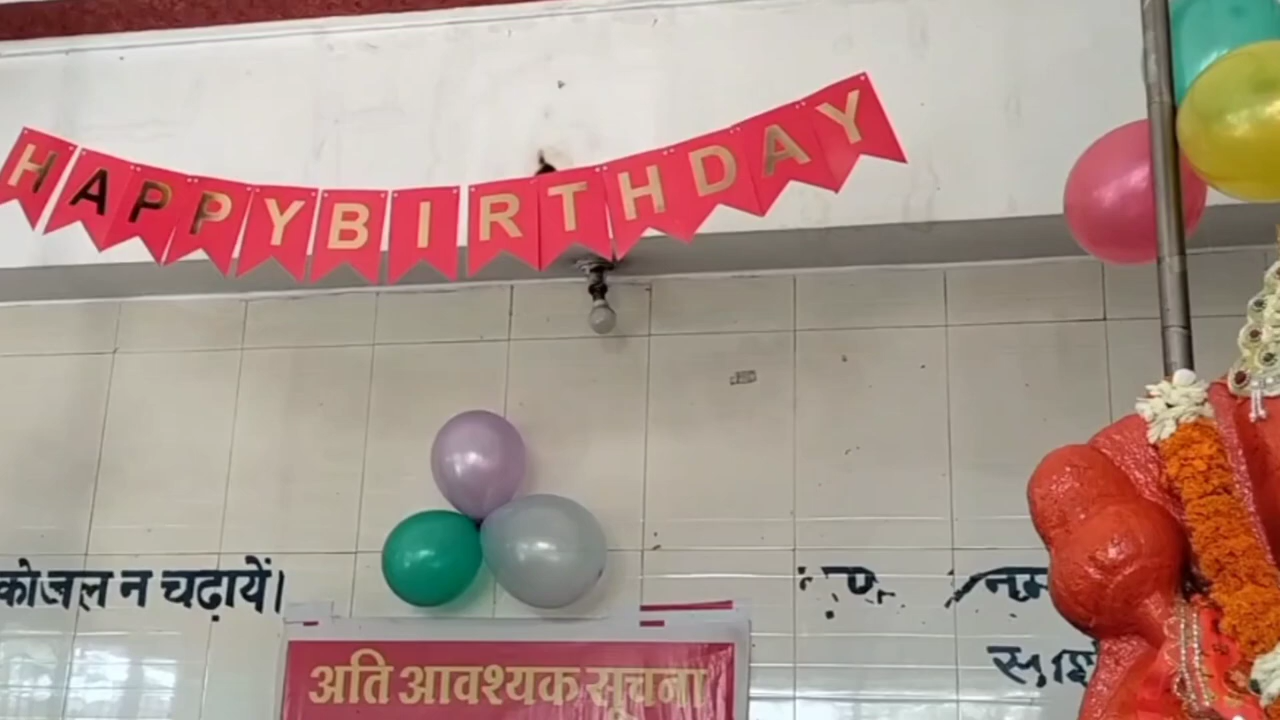 HAPPY BIRTHDAY
को जल न चढ़ायें।
अति आवश्यक सूचना